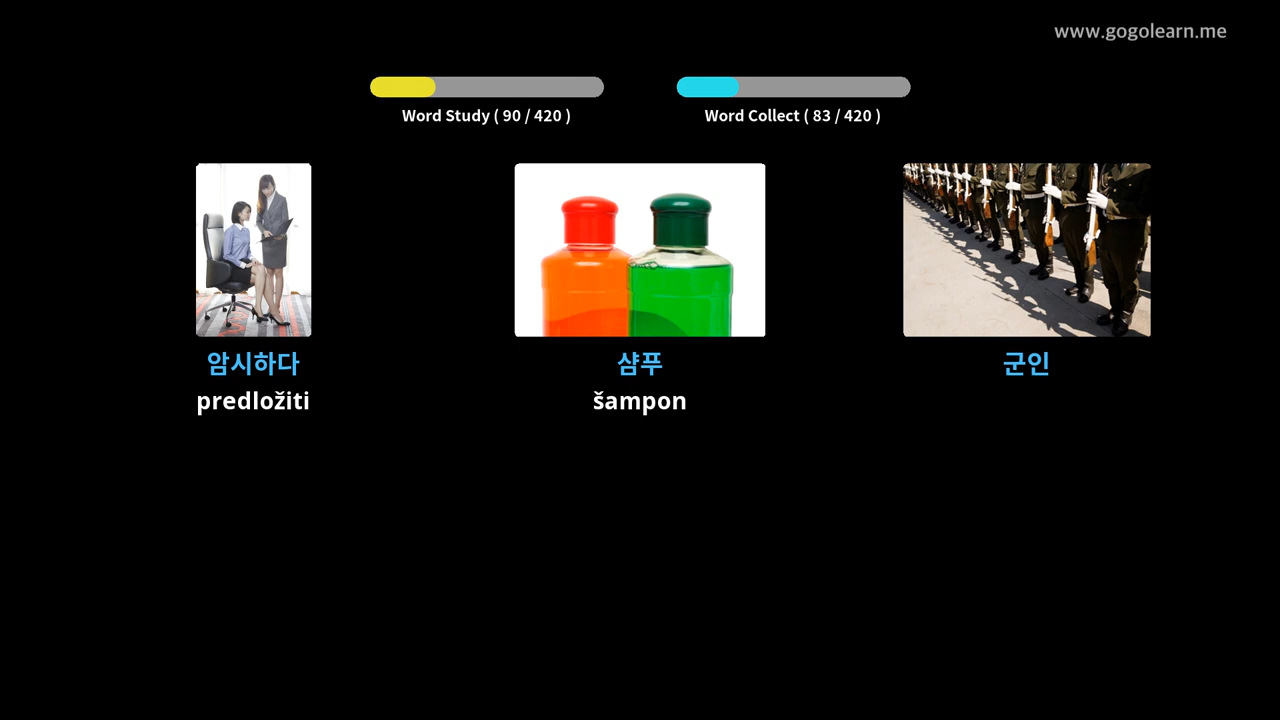 www.gogolearn.me
Word Study ( 90 / 420 )
Word Collect ( 83 / 420 )
암시하다
샴푸
군인
predložiti
šampon